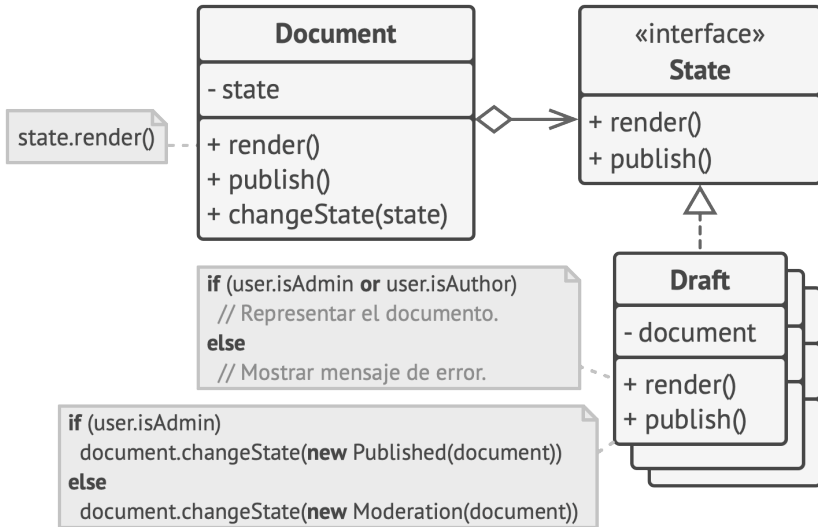 Document
- state
+ render()
+ publish()
+ changeState(state)
state.render()
«interface»
State
+ render()
+ publish()
Draft
- document
+ render()
+ publish()
if (user.isAdmin or user.isAuthor)
// Representar el documento.
else
// Mostrar mensaje de error.
if (user.isAdmin)
document.changeState(new Published(document))
else
document.changeState(new Moderation(document))